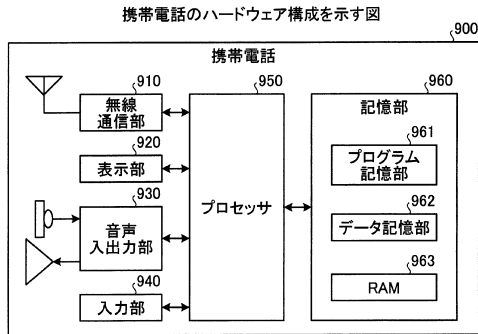 携帯電話のハードウェア構成を示す図
900
携帯電話
910
無線
通信部
920
表示部
930
音声
入出力部
940
入力部
950
プロセッサ
960
記憶部
961
プログラム
記憶部
962
データ記憶部
963
RAM